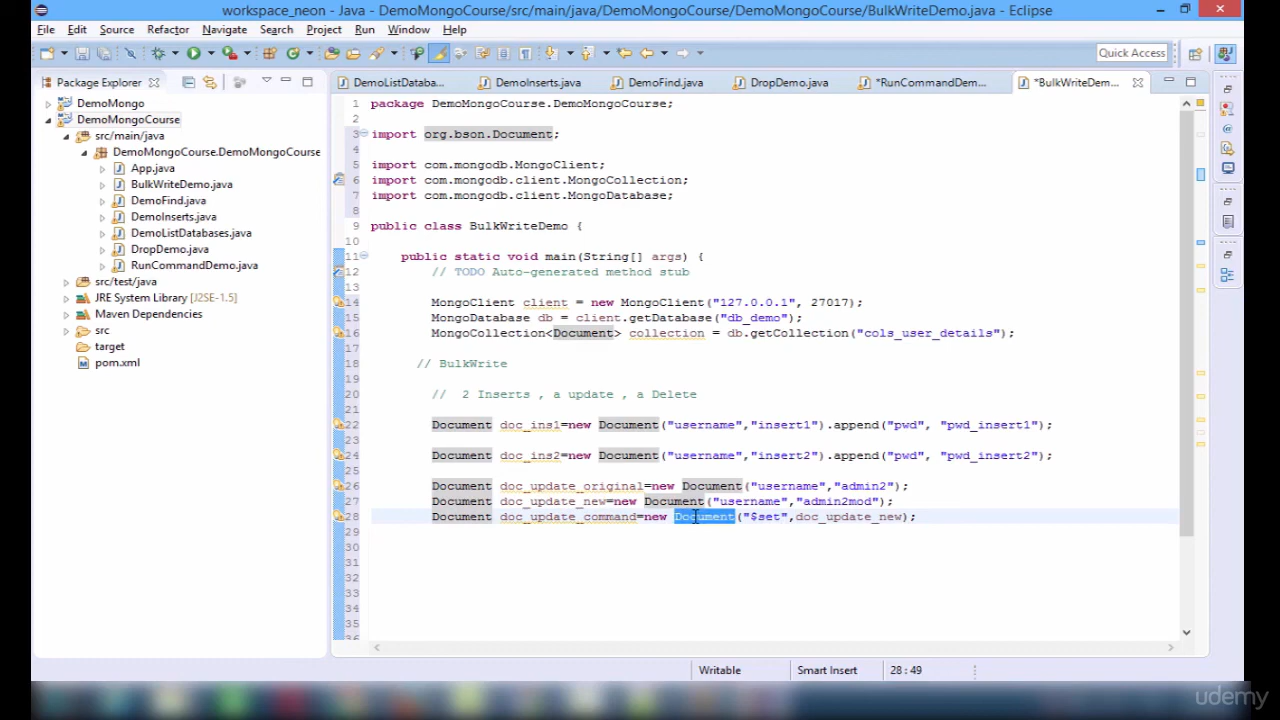 workspace_neon - Java - DemoMongoCourse/src/main/java/DemoMongoCourse/DemoMongoCourse/BulkWriteDemo.java - Eclipse
File Edit Source Refactor Navigate Search Project Run Window Help
Quick Access
Package Explorer
DemoListDataba... DemoInserts.java DemoFind.java DropDemo.java *RunCommandDem... *BulkWriteDem...
DemoMongo
DemoMongoCourse
src/main/java
DemoMongoCourse.DemoMongoCourse
App.java
BulkWriteDemo.java
DemoFind.java
DemoInserts.java
DemoListDatabases.java
DropDemo.java
RunCommandDemo.java
src/test/java
JRE System Library [J2SE-1.5]
Maven Dependencies
src
target
pom.xml
1 package DemoMongoCourse.DemoMongoCourse;
2
3 import org.bson.Document;
4
5 import com.mongodb.MongoClient;
6 import com.mongodb.client.MongoCollection;
7 import com.mongodb.client.MongoDatabase;
8
9 public class BulkWriteDemo {
10
11 public static void main(String[] args) {
12 // TODO Auto-generated method stub
13
14 MongoClient client = new MongoClient("127.0.0.1", 27017);
15 MongoDatabase db = client.getDatabase("db_demo");
16 MongoCollection<Document> collection = db.getCollection("cols_user_details");
17
18 // BulkWrite
19
20 // 2 Inserts , a update , a Delete
21
22 Document doc_ins1=new Document("username","insert1").append("pwd", "pwd_insert1");
23
24 Document doc_ins2=new Document("username","insert2").append("pwd", "pwd_insert2");
25
26 Document doc_update_original=new Document("username","admin2");
27 Document doc_update_new=new Document("username","admin2mod");
28 Document doc_update_command=new Document("$set",doc_update_new);
29
30
31
32
33
34
35
36
Writable Smart Insert 28 : 49
udemy